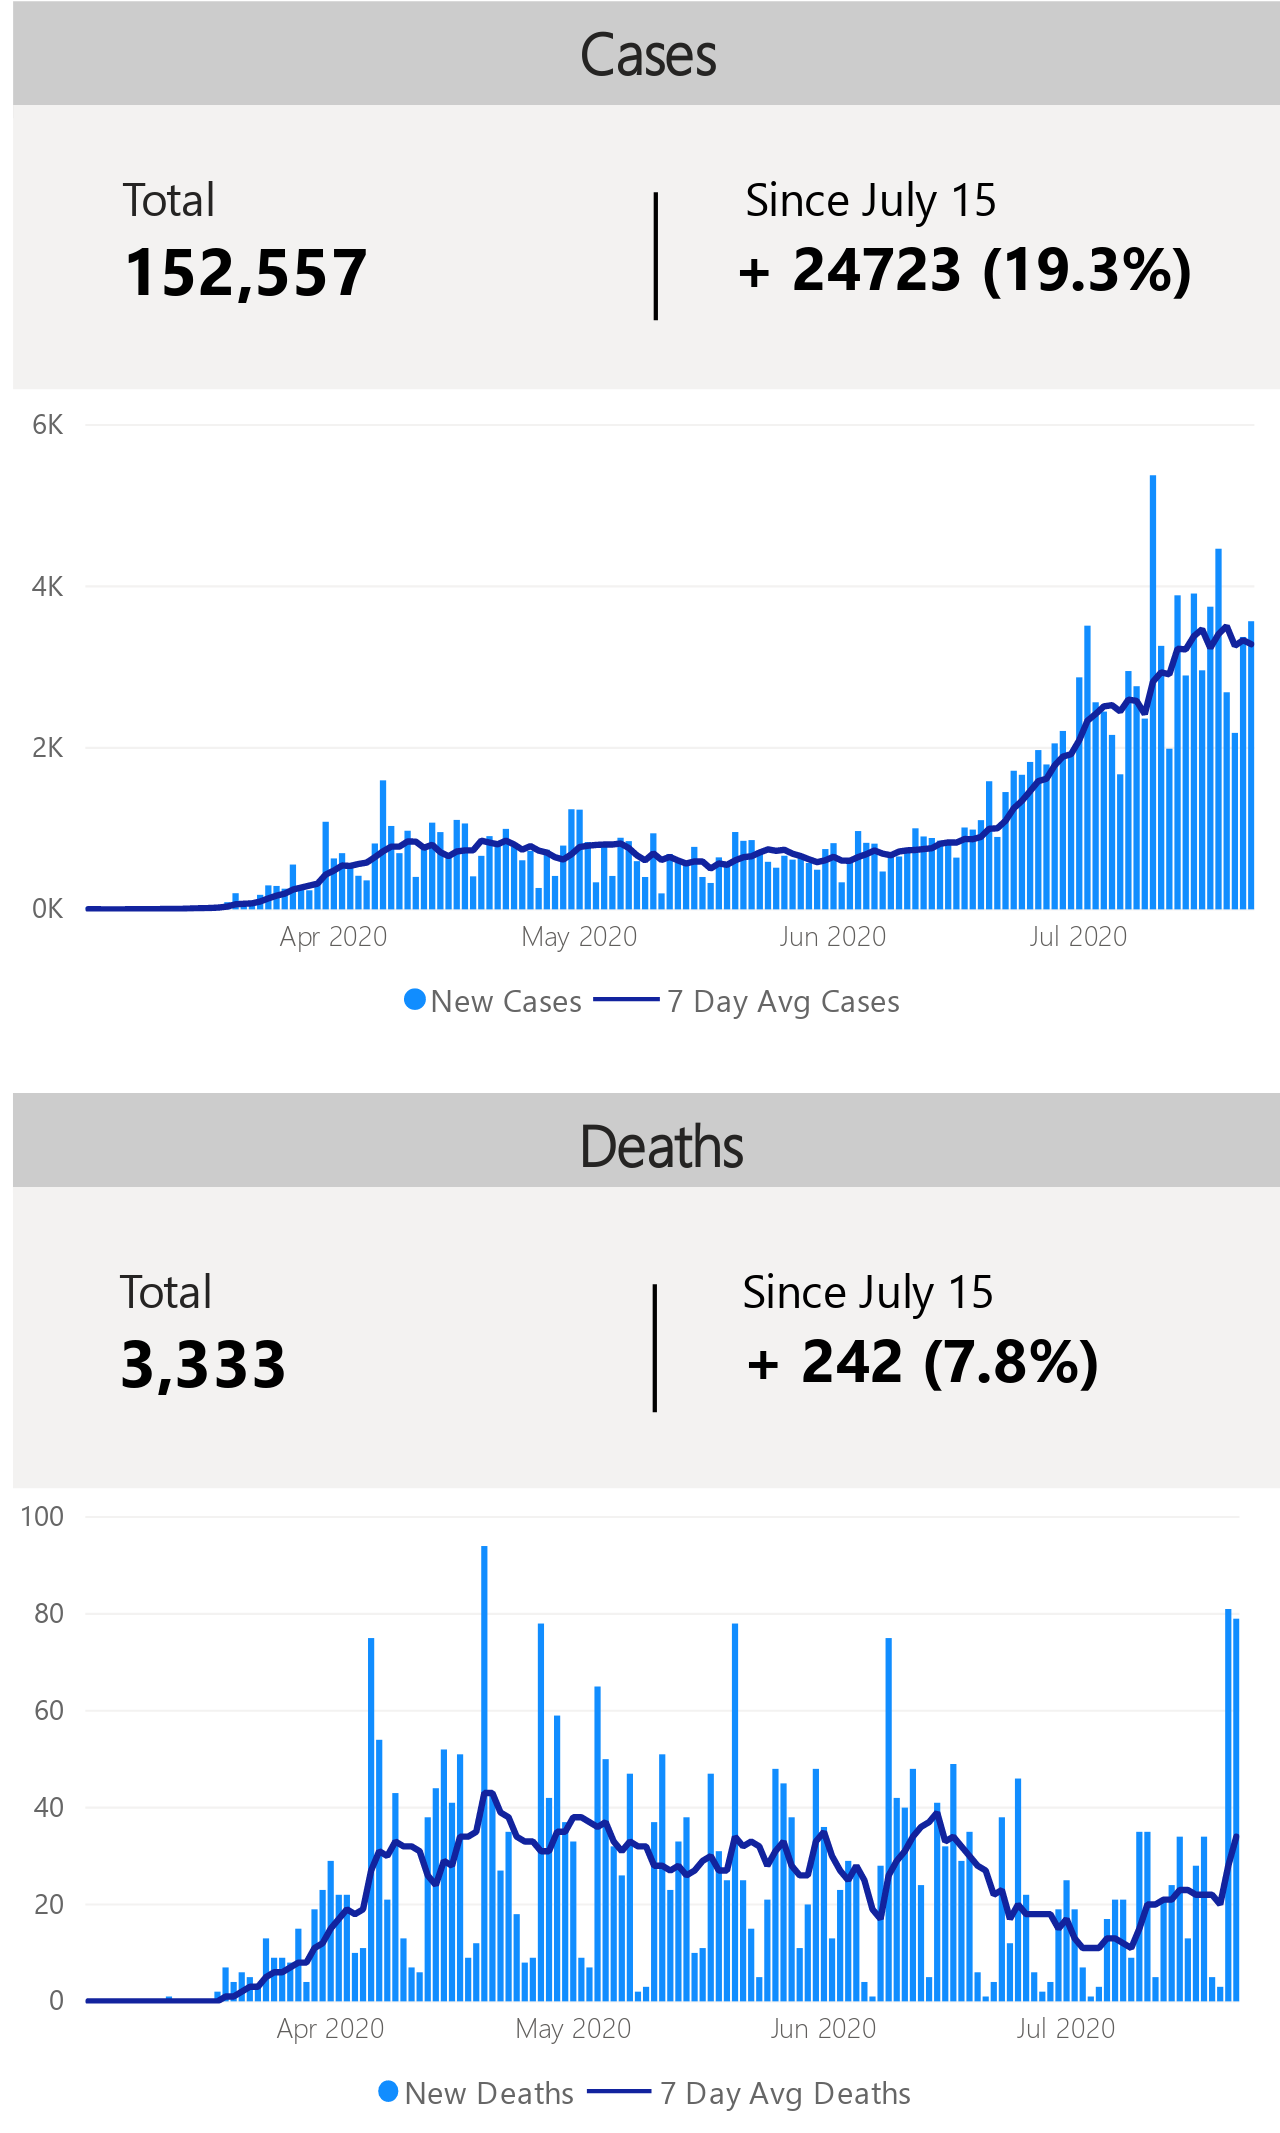 Cases
Total
Since July 15
152,557
+ 24723 (19.3%)
6K
4K
2K
0K
Apr 2020
May 2020
Jun 2020
Jul 2020
New Cases
7 Day Avg Cases
Deaths
Total
Since July 15
3,333
+ 242 (7.8%)
100
80
60
40
20
0
Apr 2020
May 2020
Jun 2020
Jul 2020
New Deaths
7 Day Avg Deaths